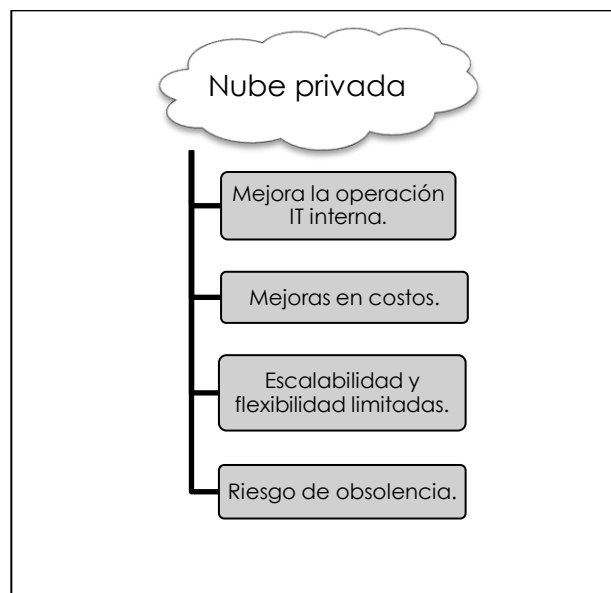 Nube privada
Mejora la operación
IT interna.
Mejoras en costos.
Escalabilidad y
flexibilidad limitadas.
Riesgo de obsolencia.